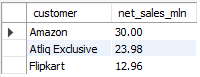 customer net_sales_mln
Amazon 30.00
Atliq Exclusive 23.98
Flipkart 12.96